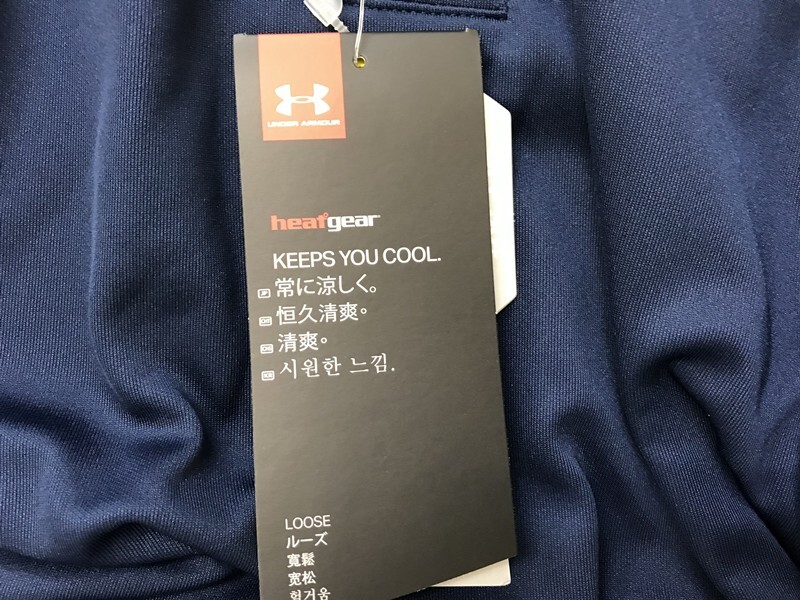 UNDER ARMOUR
heatgear
KEEPS YOU COOL.
JP 常に涼しく。
恒久清爽。
清爽。
시원한 느낌.
LOOSE
ルーズ
寬鬆
宽松
헐거움